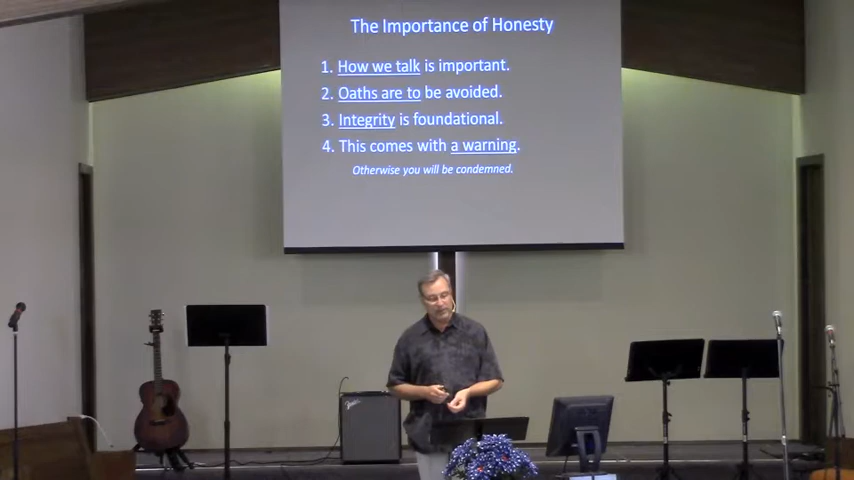 The Importance of Honesty
1. How we talk is important.
2. Oaths are to be avoided.
3. Integrity is foundational.
4. This comes with a warning.
Otherwise you will be condemned.
Fender